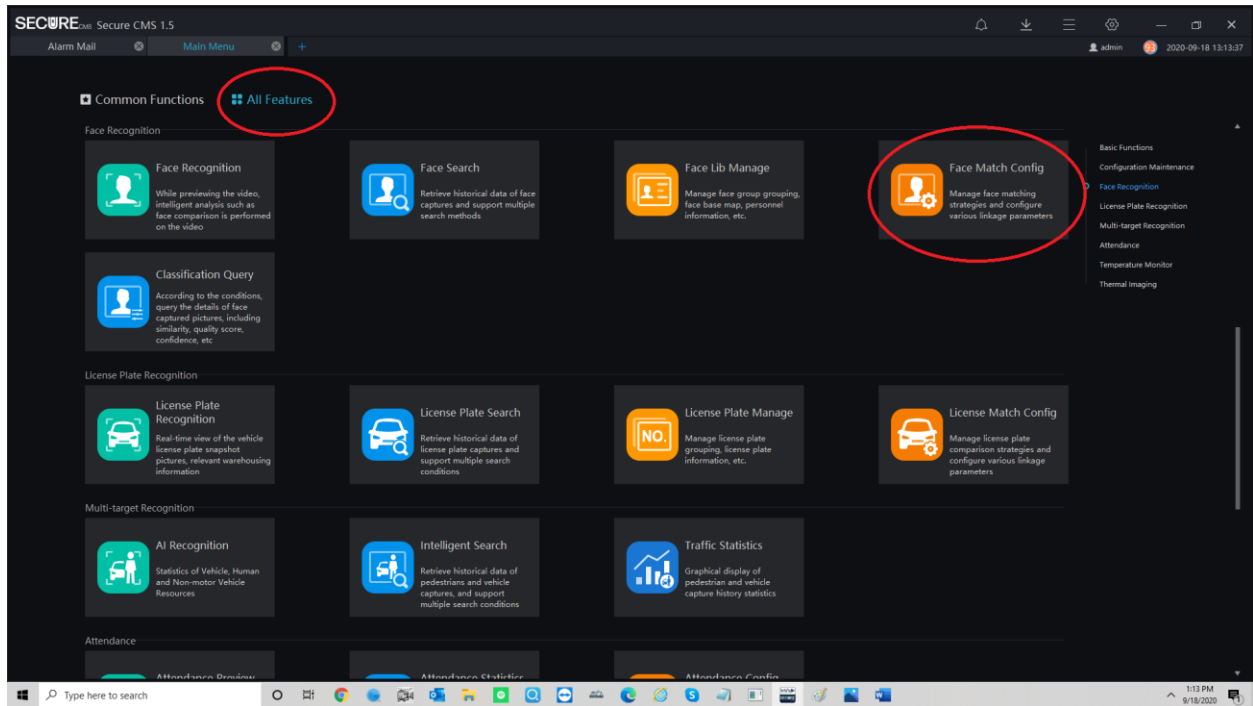 SECURE CMS Secure CMS 1.5
Alarm Mail
Main Menu
admin
93
2020-09-18 13:13:37
Common Functions
All Features
Face Recognition
Face Recognition
While previewing the video,
intelligent analysis such as
face comparison is performed
on the video
Face Search
Retrieve historical data of face
captures and support multiple
search methods
Face Lib Manage
Manage face group grouping,
face base map, personnel
information, etc.
Face Match Config
Manage face matching
strategies and configure
various linkage parameters
Classification Query
According to the conditions,
query the details of face
captured pictures, including
similarity, quality score,
confidence, etc
Basic Functions
Configuration Maintenance
Face Recognition
License Plate Recognition
Multi-target Recognition
Attendance
Temperature Monitor
Thermal Imaging
License Plate Recognition
License Plate
Recognition
Real-time view of the vehicle
license plate snapshot
pictures, relevant warehousing
information
License Plate Search
Retrieve historical data of
license plate captures and
support multiple search
conditions
NO.
License Plate Manage
Manage license plate
grouping, license plate
information, etc.
License Match Config
Manage license plate
comparison strategies and
configure various linkage
parameters
Multi-target Recognition
AI Recognition
Statistics of Vehicle, Human
and Non-motor Vehicle
Resources
Intelligent Search
Retrieve historical data of
pedestrians and vehicle
captures, and support
multiple search conditions
Traffic Statistics
Graphical display of
pedestrian and vehicle
capture history statistics
Attendance
Attendance Preview
Attendance Statistics
Attendance Config
Type here to search
1:13 PM
9/18/2020